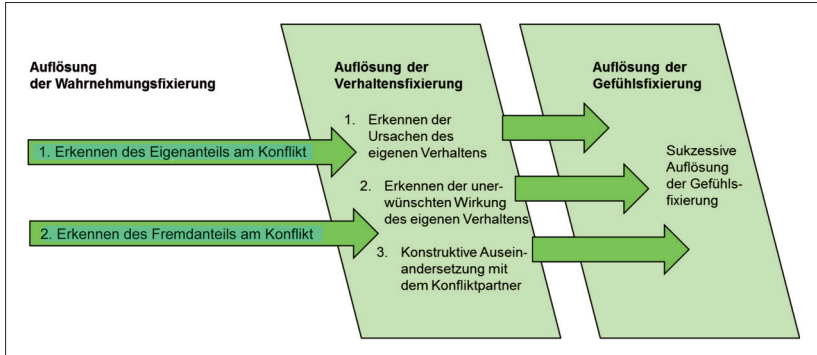 Auflösung
der Wahrnehmungsfixierung
1. Erkennen des Eigenanteils am Konflikt
2. Erkennen des Fremdanteils am Konflikt
Auflösung der
Verhaltensfixierung
1. Erkennen der
Ursachen des
eigenen Verhaltens
2. Erkennen der uner-
wünschten Wirkung
des eigenen Verhaltens
3. Konstruktive Ausein-
andersetzung mit
dem Konfliktpartner
Auflösung der
Gefühlsfixierung
Sukzessive
Auflösung
der Gefühls-
fixierung